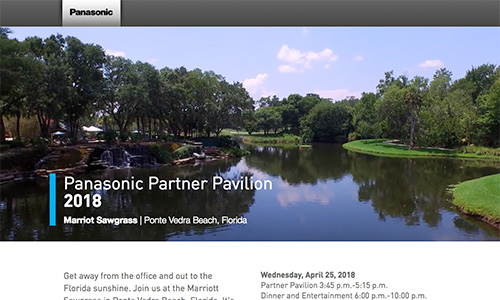 Panasonic
Panasonic Partner Pavilion
2018
Marriot Sawgrass | Ponte Vedra Beach, Florida
Get away from the office and out to the
Florida sunshine. Join us at the Marriott
Sawgrass in Ponte Vedra Beach, Florida. It's
Wednesday, April 25, 2018
Partner Pavilion 3:45 p.m.-5:15 p.m.
Dinner and Entertainment 6:00 p.m.-10:00 p.m.